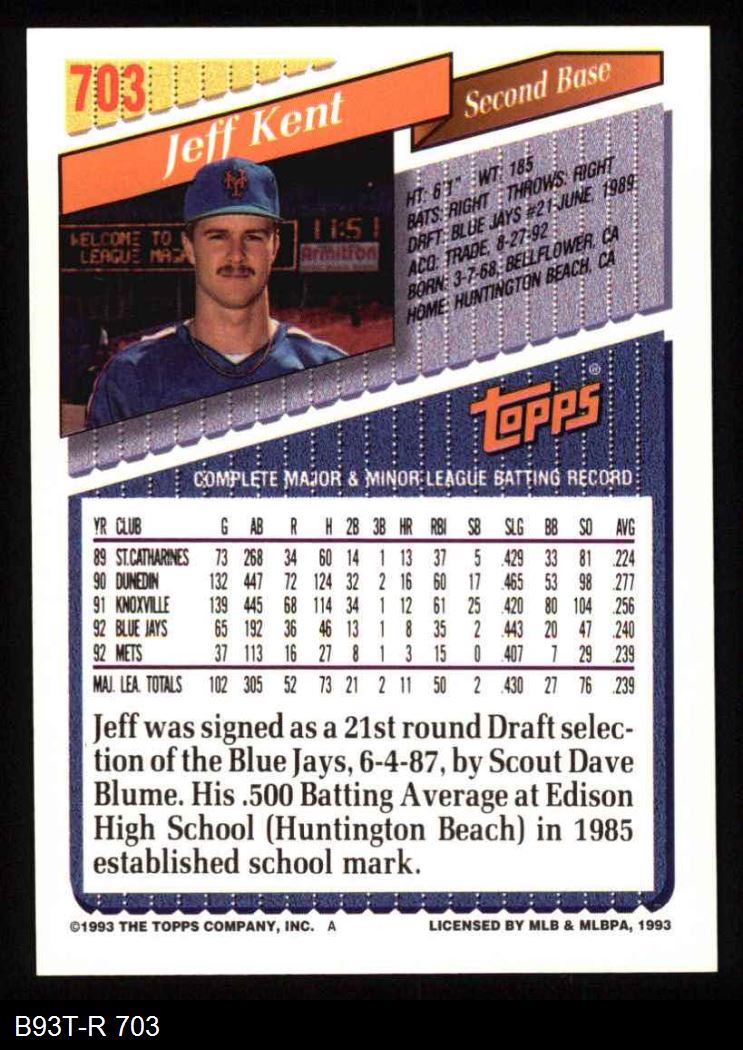 703
Jeff Kent
Second Base
HT: 6'1" WT: 185
BATS: RIGHT THROWS: RIGHT
DRFT: BLUE JAYS #21-JUNE, 1989
ACQ: TRADE, 8-27-92
BORN: 3-7-68, BELLFLOWER, CA
HOME: HUNTINGTON BEACH, CA
WELCOME TO
LEAGUE
11:51
Armitron
TOPPS®
COMPLETE MAJOR & MINOR LEAGUE BATTING RECORD
YR CLUB G AB R H 2B 3B HR RBI SB SLG BB SO AVG
89 ST.CATHARINES 73 268 34 60 14 1 13 37 5 .429 33 81 .224
90 DUNEDIN 132 447 72 124 32 2 16 60 17 .465 53 98 .277
91 KNOXVILLE 139 445 68 114 34 1 12 61 25 .420 80 104 .256
92 BLUE JAYS 65 192 36 46 13 1 8 35 2 .443 20 47 .240
92 METS 37 113 16 27 8 1 3 15 0 .407 7 29 .239
MAJ. LEA. TOTALS 102 305 52 73 21 2 11 50 2 .430 27 76 .239
Jeff was signed as a 21st round Draft selec-
tion of the Blue Jays, 6-4-87, by Scout Dave
Blume. His .500 Batting Average at Edison
High School (Huntington Beach) in 1985
established school mark.
©1993 THE TOPPS COMPANY, INC. A
LICENSED BY MLB & MLBPA, 1993
B93T-R 703